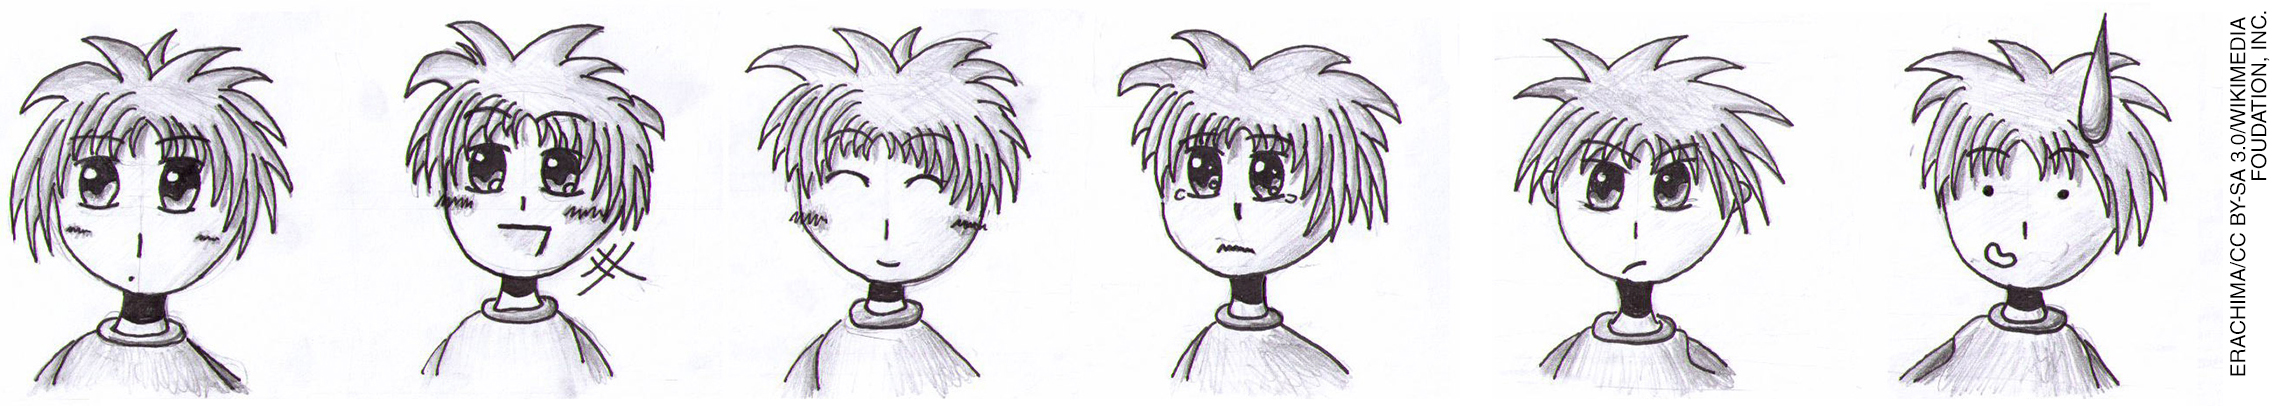 ERACHIMA/CC BY-SA 3.0/WIKIMEDIA
FOUDATION, INC.